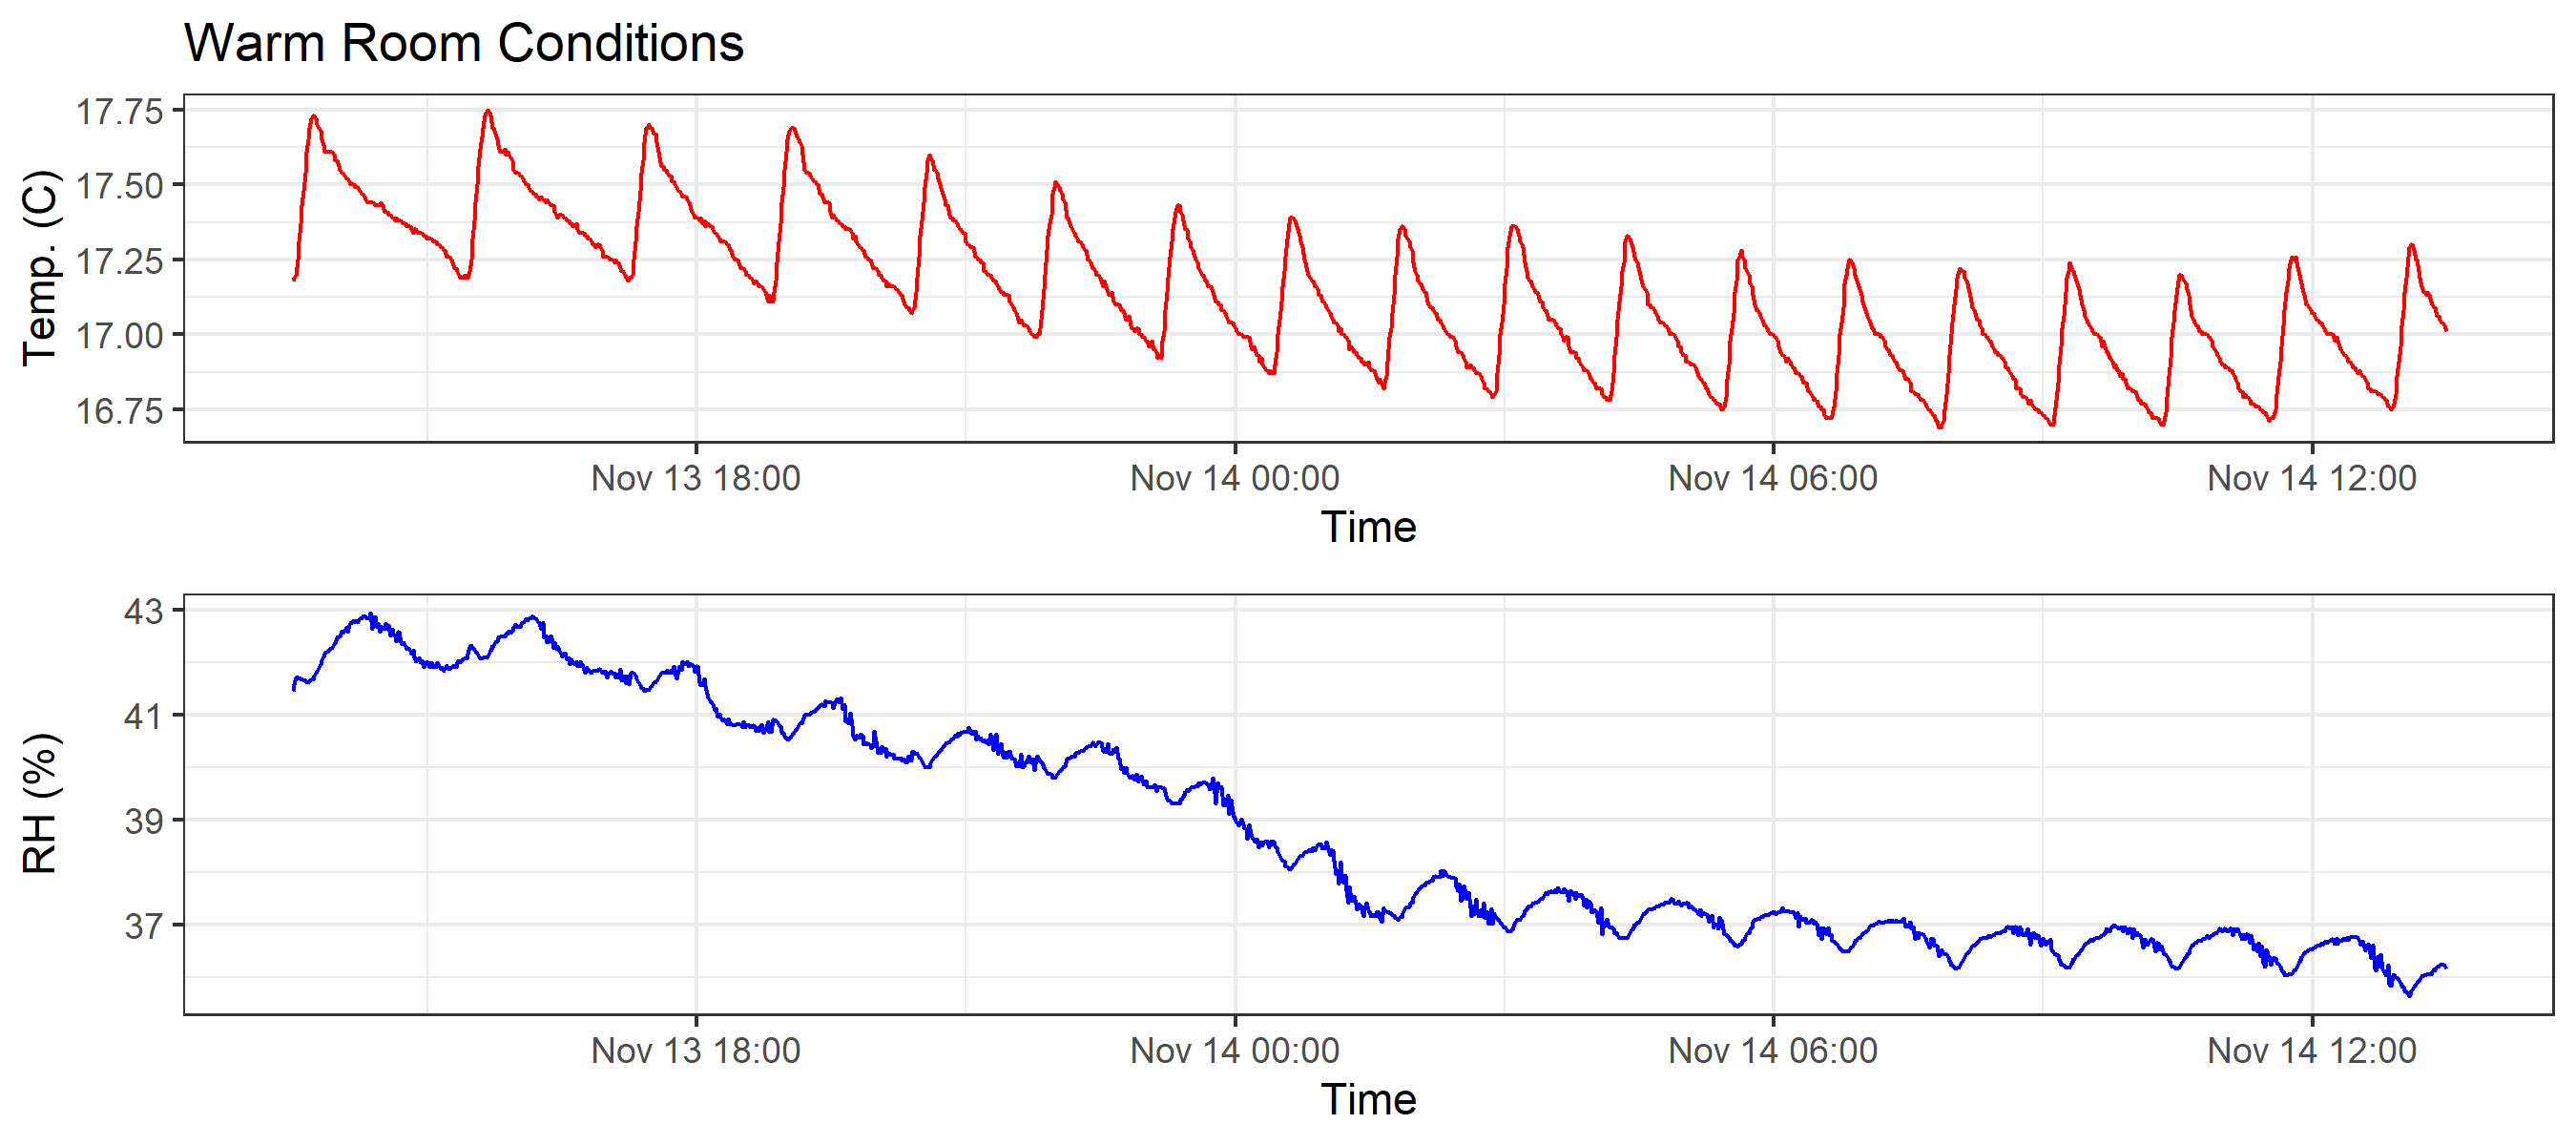 Warm Room Conditions
17.75
17.50
17.25
17.00
16.75
Temp. (C)
Nov 13 18:00 Nov 14 00:00 Nov 14 06:00 Nov 14 12:00
Time
43
41
39
37
RH (%)
Nov 13 18:00 Nov 14 00:00 Nov 14 06:00 Nov 14 12:00
Time